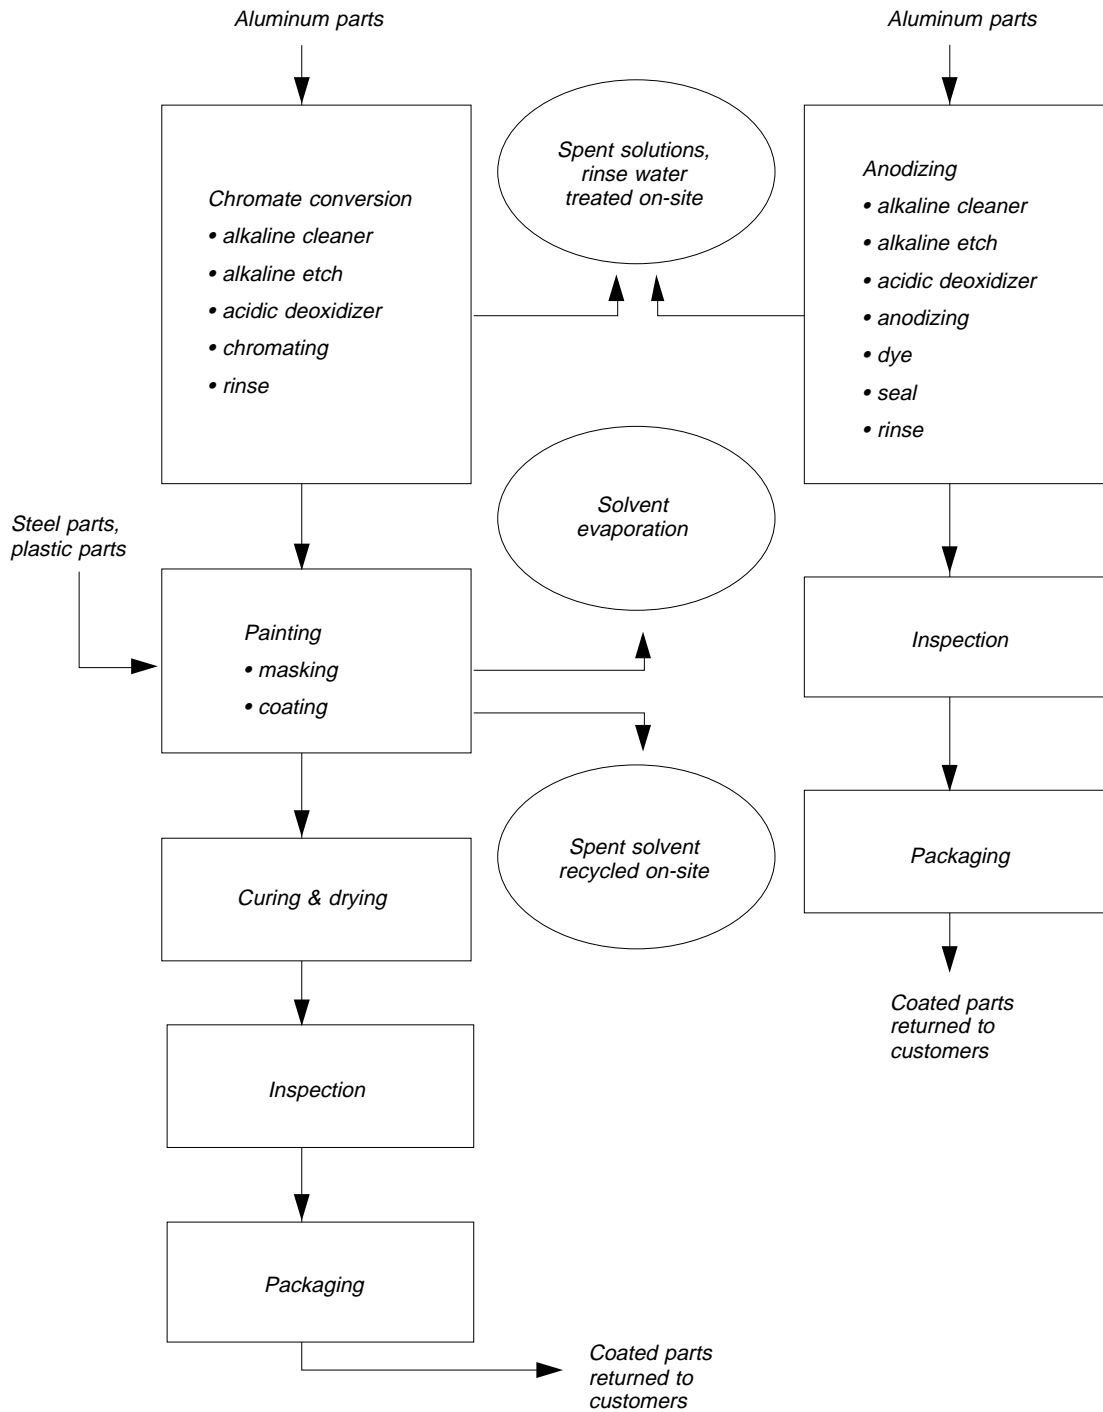 Aluminum parts
Aluminum parts
Chromate conversion
• alkaline cleaner
• alkaline etch
• acidic deoxidizer
• chromating
• rinse
Spent solutions,
rinse water
treated on-site
Anodizing
• alkaline cleaner
• alkaline etch
• acidic deoxidizer
• anodizing
• dye
• seal
• rinse
Steel parts,
plastic parts
Solvent
evaporation
Painting
• masking
• coating
Inspection
Spent solvent
recycled on-site
Packaging
Curing & drying
Coated parts
returned to
customers
Inspection
Packaging
Coated parts
returned to
customers